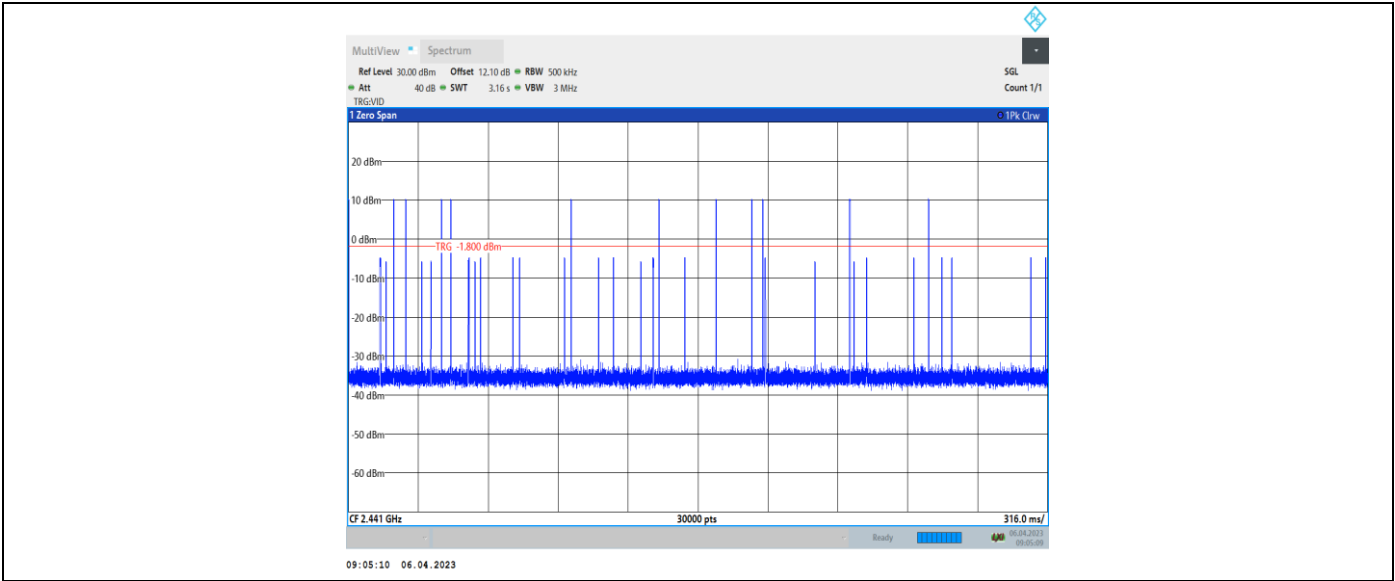 MultiView Spectrum
Ref Level 30.00 dBm Offset 12.10 dB RBW 500 kHz SGL
Att 40 dB SWT 3.16 s VBW 3 MHz Count 1/1
TRG:VID
1 Zero Span 1Pk Clrw
20 dBm
10 dBm
0 dBm
TRG -1.800 dBm
-10 dBm
-20 dBm
-30 dBm
-40 dBm
-50 dBm
-60 dBm
CF 2.441 GHz 30000 pts 316.0 ms/
Ready 06.04.2023
09:05:09
09:05:10 06.04.2023